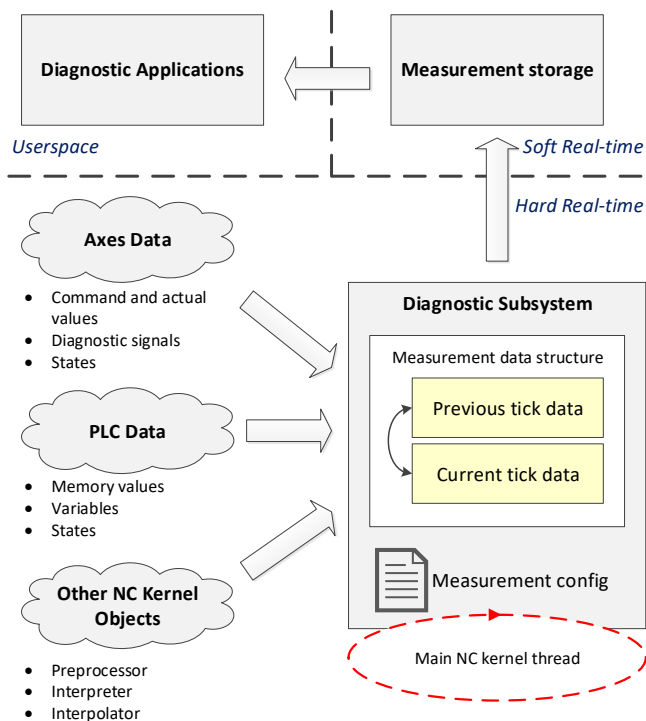 Diagnostic Applications
Measurement storage
Userspace
Soft Real-time
Hard Real-time
Axes Data
• Command and actual
values
• Diagnostic signals
• States
PLC Data
• Memory values
• Variables
• States
Other NC Kernel
Objects
• Preprocessor
• Interpreter
• Interpolator
Diagnostic Subsystem
Measurement data structure
Previous tick data
Current tick data
Measurement config
Main NC kernel thread